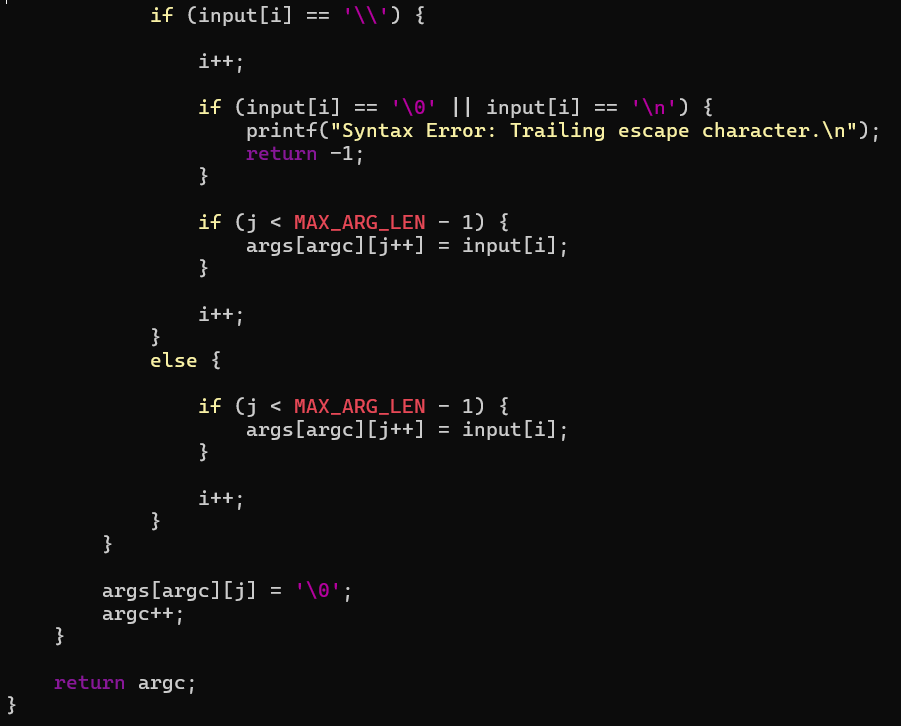 if (input[i] == '\\') {
i++;
if (input[i] == '\0' || input[i] == '\n') {
printf("Syntax Error: Trailing escape character.\n");
return -1;
}
if (j < MAX_ARG_LEN - 1) {
args[argc][j++] = input[i];
}
i++;
}
else {
if (j < MAX_ARG_LEN - 1) {
args[argc][j++] = input[i];
}
i++;
}
}
args[argc][j] = '\0';
argc++;
}
return argc;
}